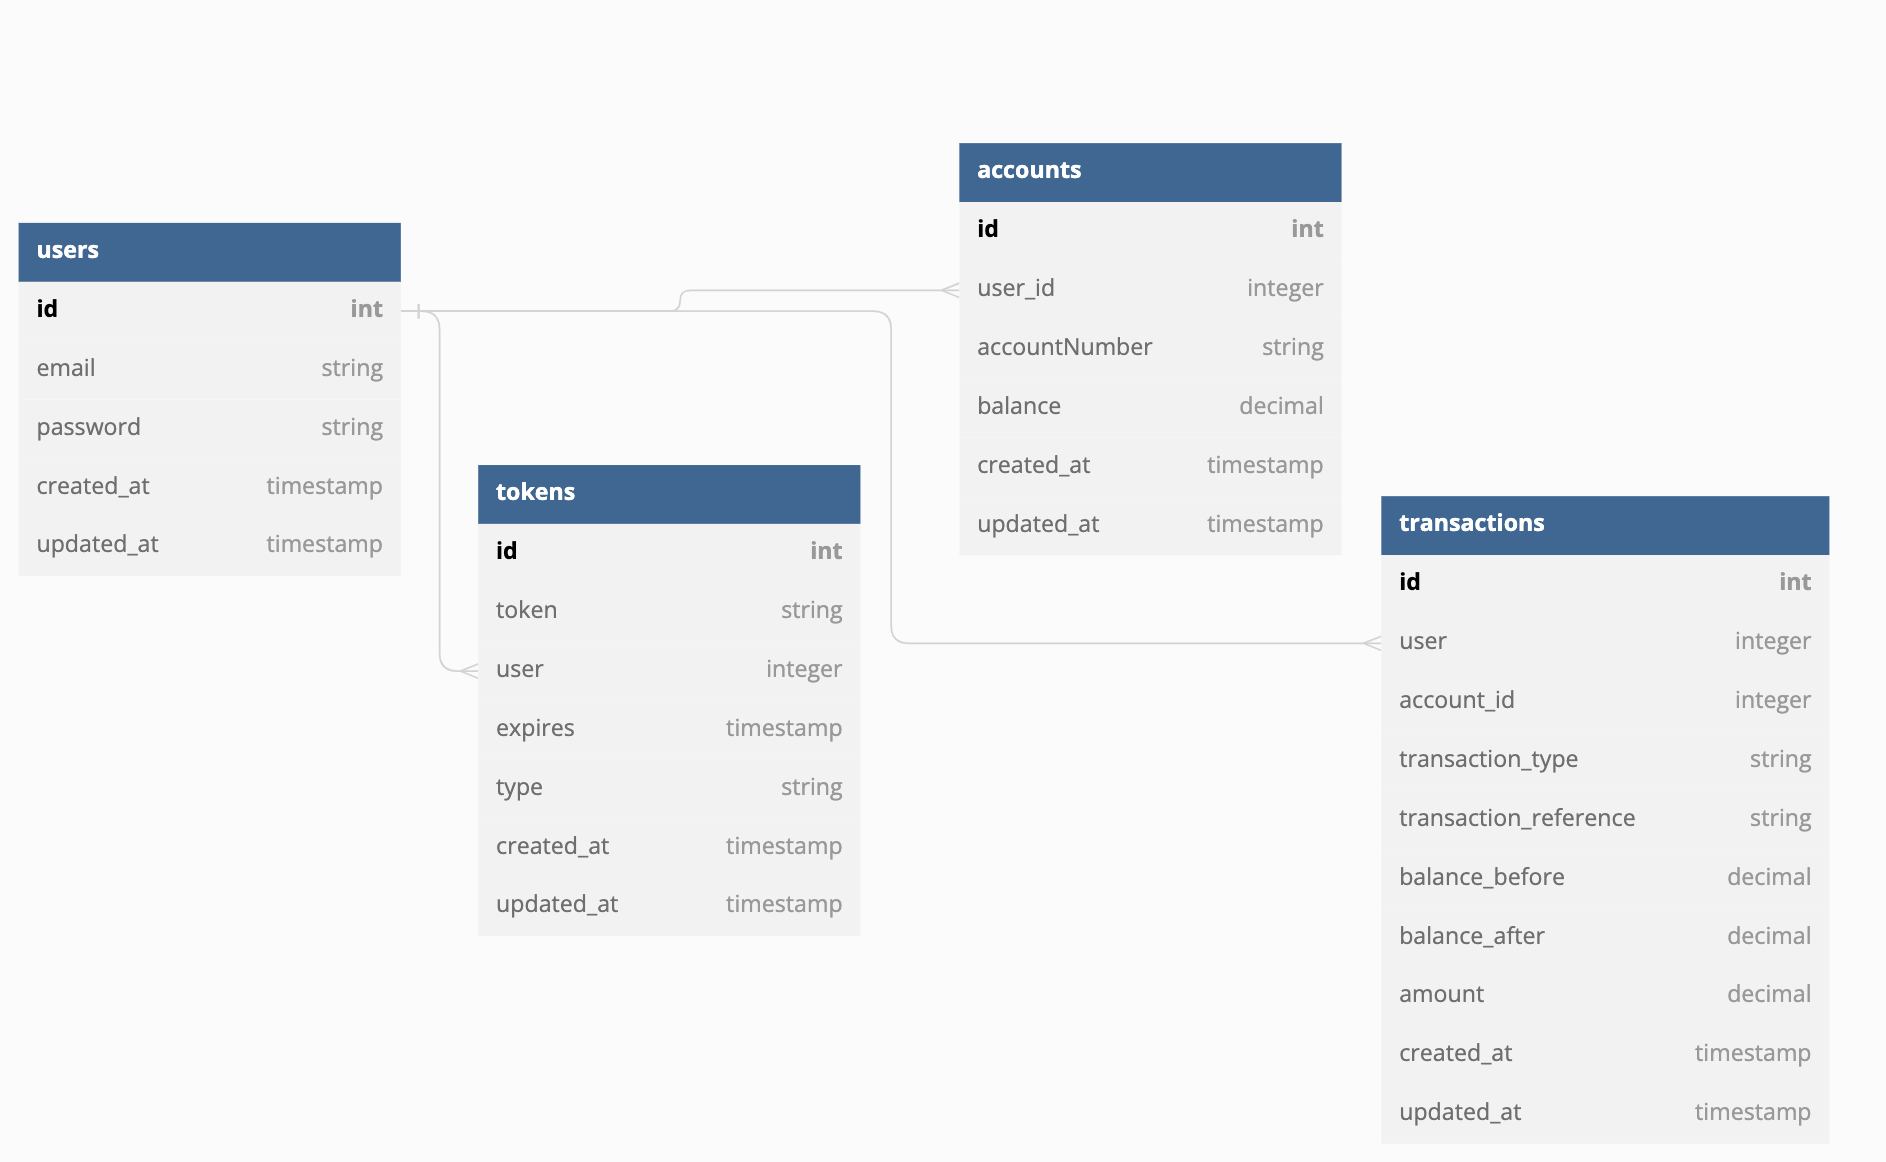 users
id int
email string
password string
created_at timestamp
updated_at timestamp
tokens
id int
token string
user integer
expires timestamp
type string
created_at timestamp
updated_at timestamp
accounts
id int
user_id integer
accountNumber string
balance decimal
created_at timestamp
updated_at timestamp
transactions
id int
user integer
account_id integer
transaction_type string
transaction_reference string
balance_before decimal
balance_after decimal
amount decimal
created_at timestamp
updated_at timestamp